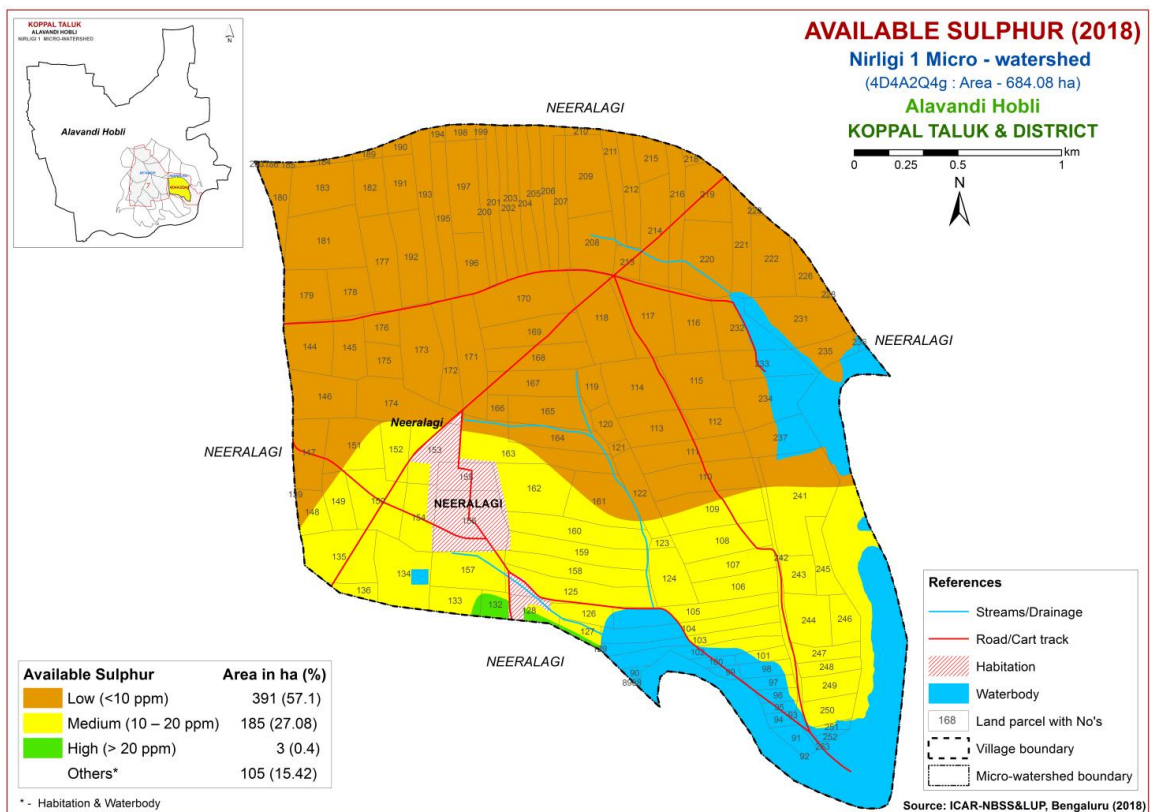 KOPPAL TALUK
ALAVANDI HOBLI
NIRLIGI 1 MICRO-WATERSHED
N
Alavandi Hobli
AVAILABLE SULPHUR (2018)
Nirligi 1 Micro - watershed
(4D4A2Q4g : Area - 684.08 ha)
Alavandi Hobli
KOPPAL TALUK & DISTRICT
km
0 0.25 0.5 1
N
NEERALAGI
194 198 199 210
190 211 215 218
189
184
185
180 183 182 191 193 197 201 203 205 206 209 212 216 219
200 202 204 207
195
214
181 192 208 221
177 196 213 220 222
226
179 178
170
118 117 116 232 231
176 169
144 145 173 171 168 235 NEERALAGI
175 172 233
167 119 114 115
146 234
174 166 165
Neeralagi 120 113 112
164 237
NEERALAGI 147 151 152 153 163 121 111
155 110
162 122 241
149 150 161
148 154 NEERALAGI 109
156 160
123 108
135 159 242
134 157 158 124 107 243 245
136 133 125 106
132 128 126 105 244 246
127 104
103
102 101 247
NEERALAGI 90 100 98 248
97 249
96
95 250
94 93 251
91 252
92 253
Available Sulphur Area in ha (%)
Low (<10 ppm) 391 (57.1)
Medium (10 – 20 ppm) 185 (27.08)
High (> 20 ppm) 3 (0.4)
Others* 105 (15.42)
* - Habitation & Waterbody
References
Streams/Drainage
Road/Cart track
Habitation
Waterbody
168 Land parcel with No's
Village boundary
Micro-watershed boundary
Source: ICAR-NBSS&LUP, Bengaluru (2018)